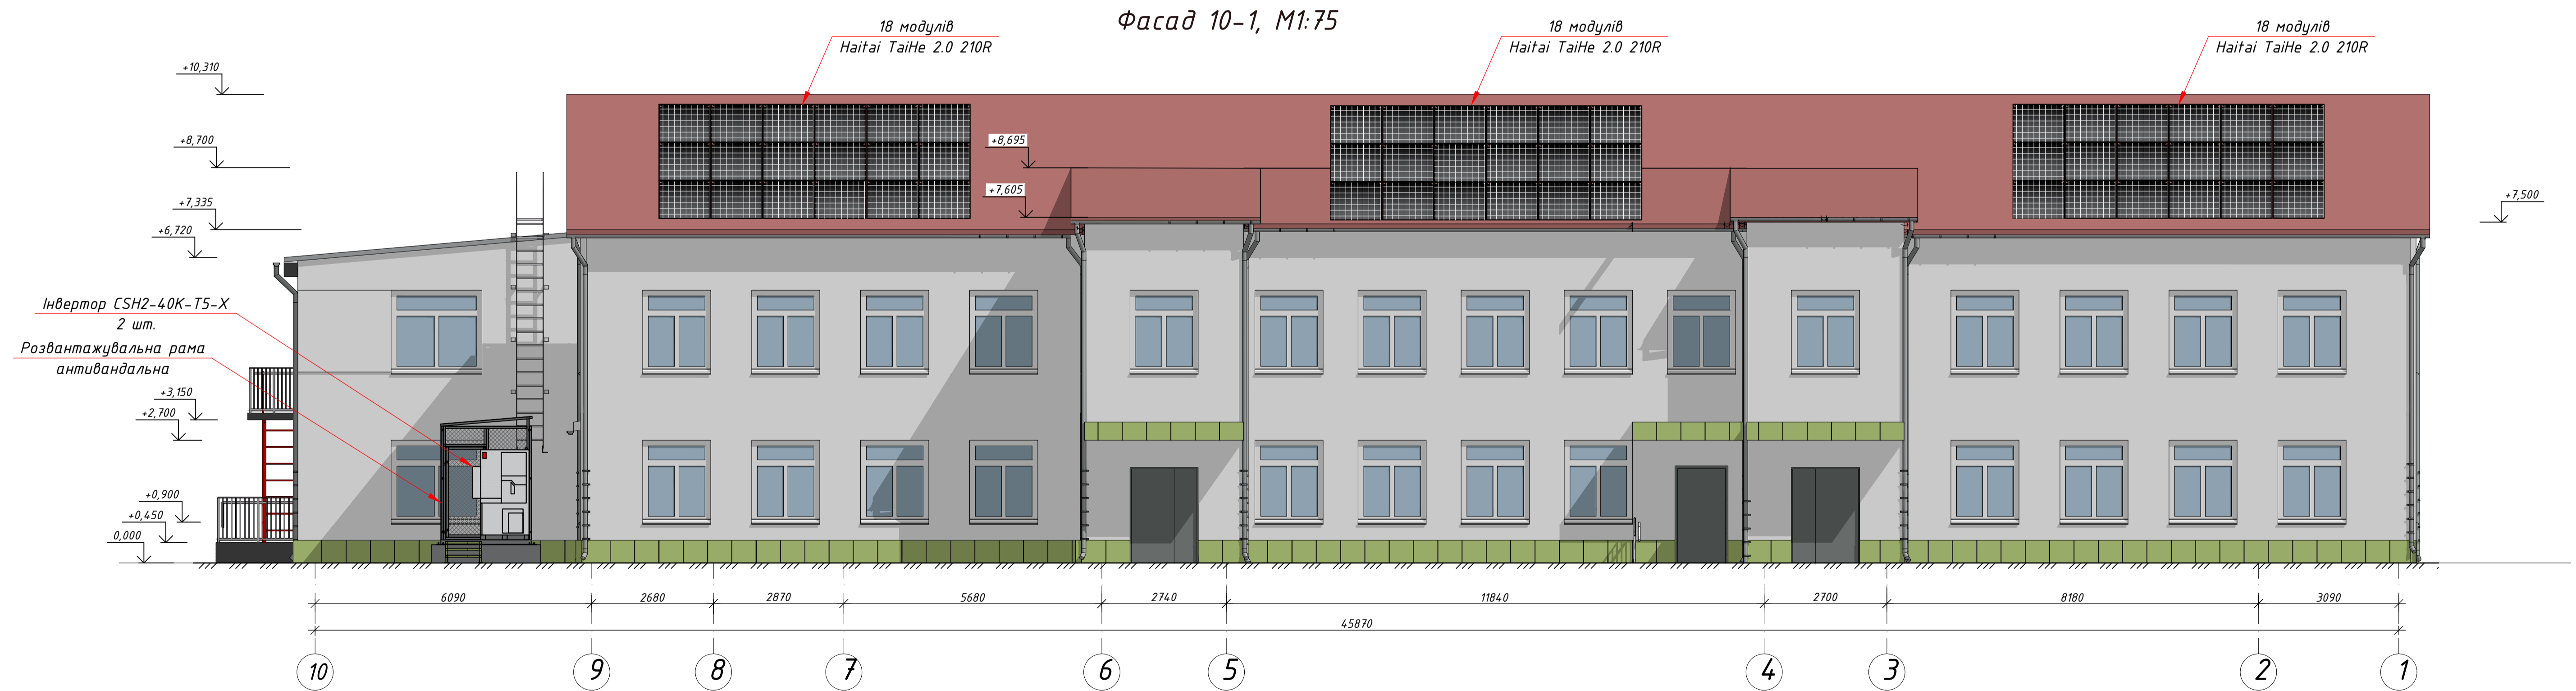 Фасад 10-1, М1:75
18 модулів
Haitai TaiHe 2.0 210R
18 модулів
Haitai TaiHe 2.0 210R
18 модулів
Haitai TaiHe 2.0 210R
+10,310
+8,700
+8,695
+7,605
+7,335
+7,500
+6,720
Інвертор CSH2-40K-T5-X
2 шт.
Розвантажувальна рама
антивандальна
+3,150
+2,700
+0,900
+0,450
0,000
6090 2680 2870 5680 2740 11840 2700 8180 3090
45870
10 9 8 7 6 5 4 3 2 1